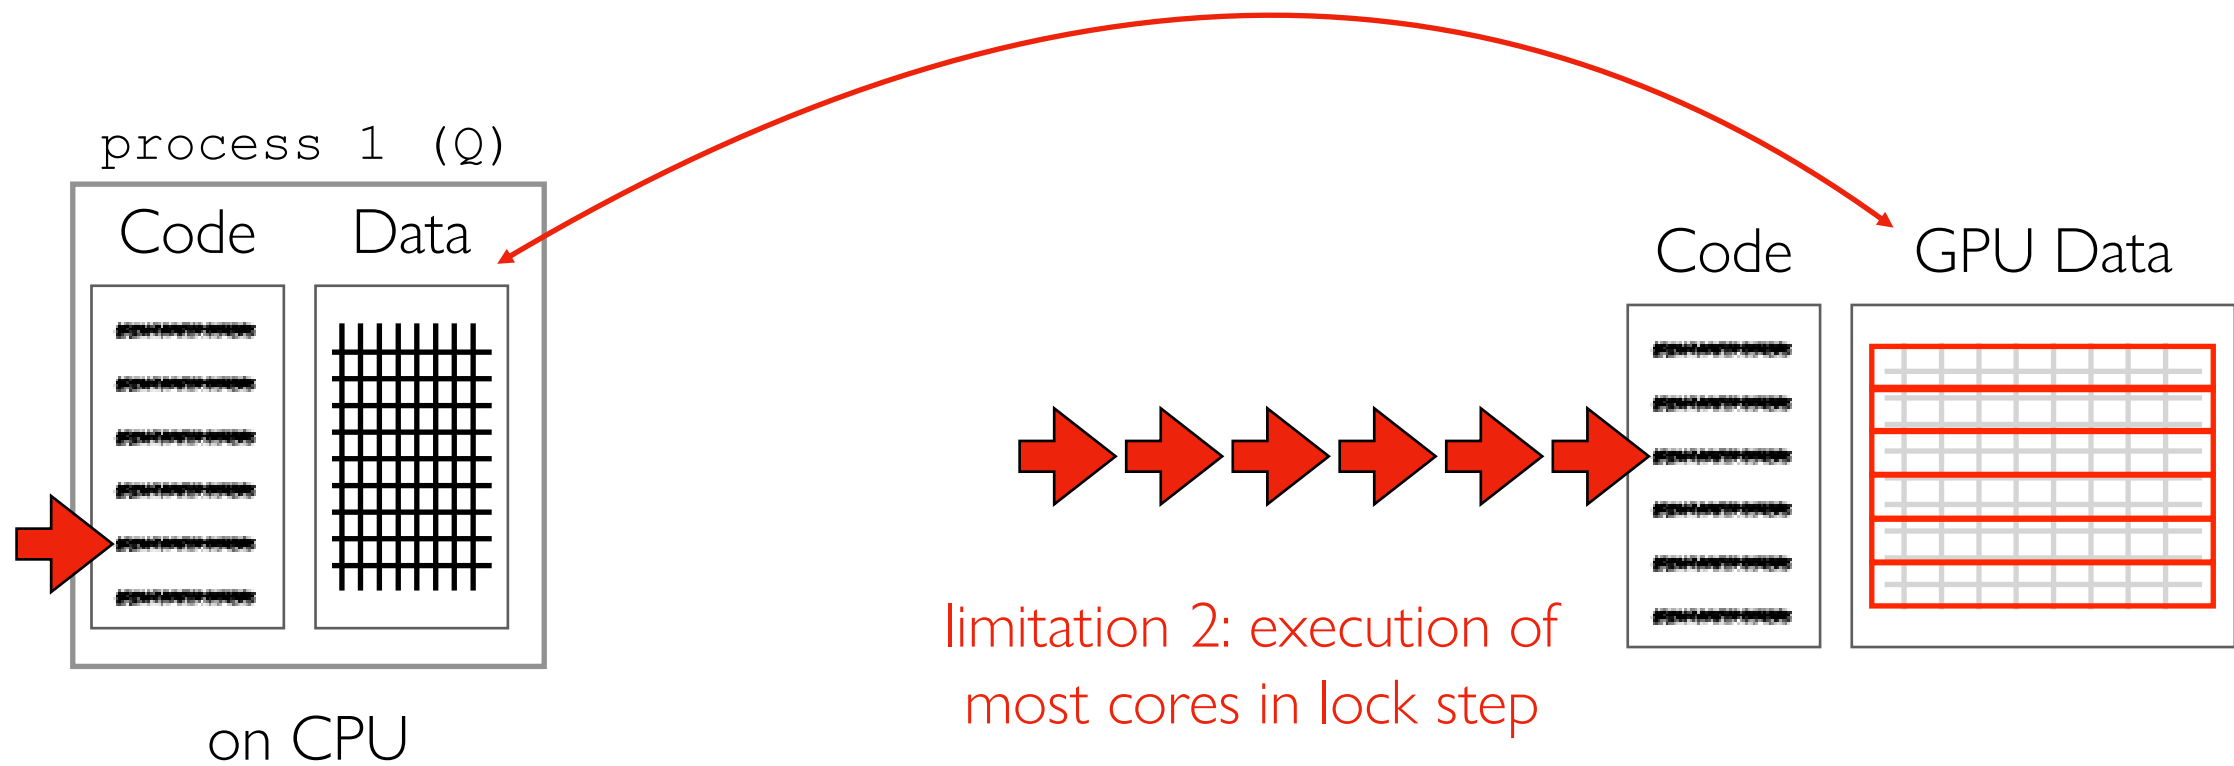 process 1 (Q)
Code
Data
Code
GPU Data
limitation 2: execution of
most cores in lock step
on CPU